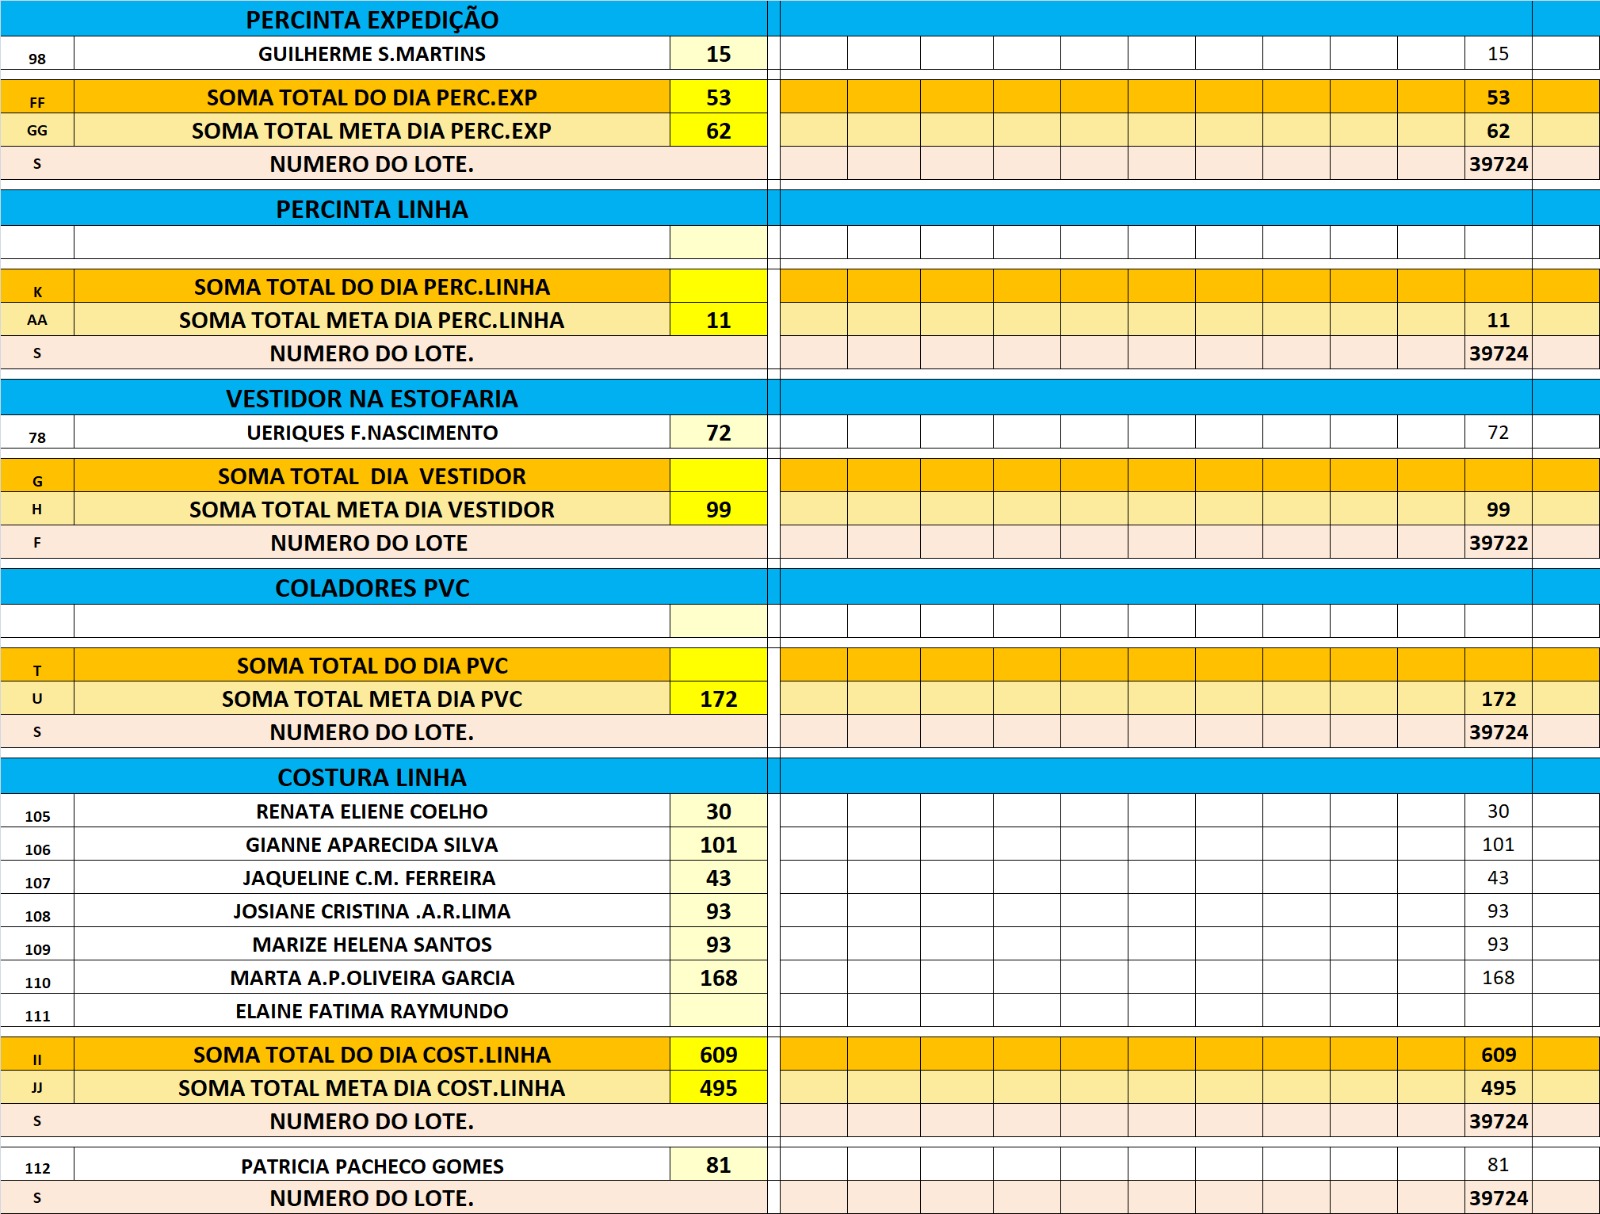 PERCINTA EXPEDIÇÃO
98 GUILHERME S.MARTINS 15 15
FF SOMA TOTAL DO DIA PERC.EXP 53 53
GG SOMA TOTAL META DIA PERC.EXP 62 62
S NUMERO DO LOTE. 39724
PERCINTA LINHA
K SOMA TOTAL DO DIA PERC.LINHA
AA SOMA TOTAL META DIA PERC.LINHA 11 11
S NUMERO DO LOTE. 39724
VESTIDOR NA ESTOFARIA
78 UERIQUES F.NASCIMENTO 72 72
G SOMA TOTAL DIA VESTIDOR
H SOMA TOTAL META DIA VESTIDOR 99 99
F NUMERO DO LOTE 39722
COLADORES PVC
T SOMA TOTAL DO DIA PVC
U SOMA TOTAL META DIA PVC 172 172
S NUMERO DO LOTE. 39724
COSTURA LINHA
105 RENATA ELIENE COELHO 30 30
106 GIANNE APARECIDA SILVA 101 101
107 JAQUELINE C.M. FERREIRA 43 43
108 JOSIANE CRISTINA .A.R.LIMA 93 93
109 MARIZE HELENA SANTOS 93 93
110 MARTA A.P.OLIVEIRA GARCIA 168 168
111 ELAINE FATIMA RAYMUNDO
II SOMA TOTAL DO DIA COST.LINHA 609 609
JJ SOMA TOTAL META DIA COST.LINHA 495 495
S NUMERO DO LOTE. 39724
112 PATRICIA PACHECO GOMES 81 81
S NUMERO DO LOTE. 39724